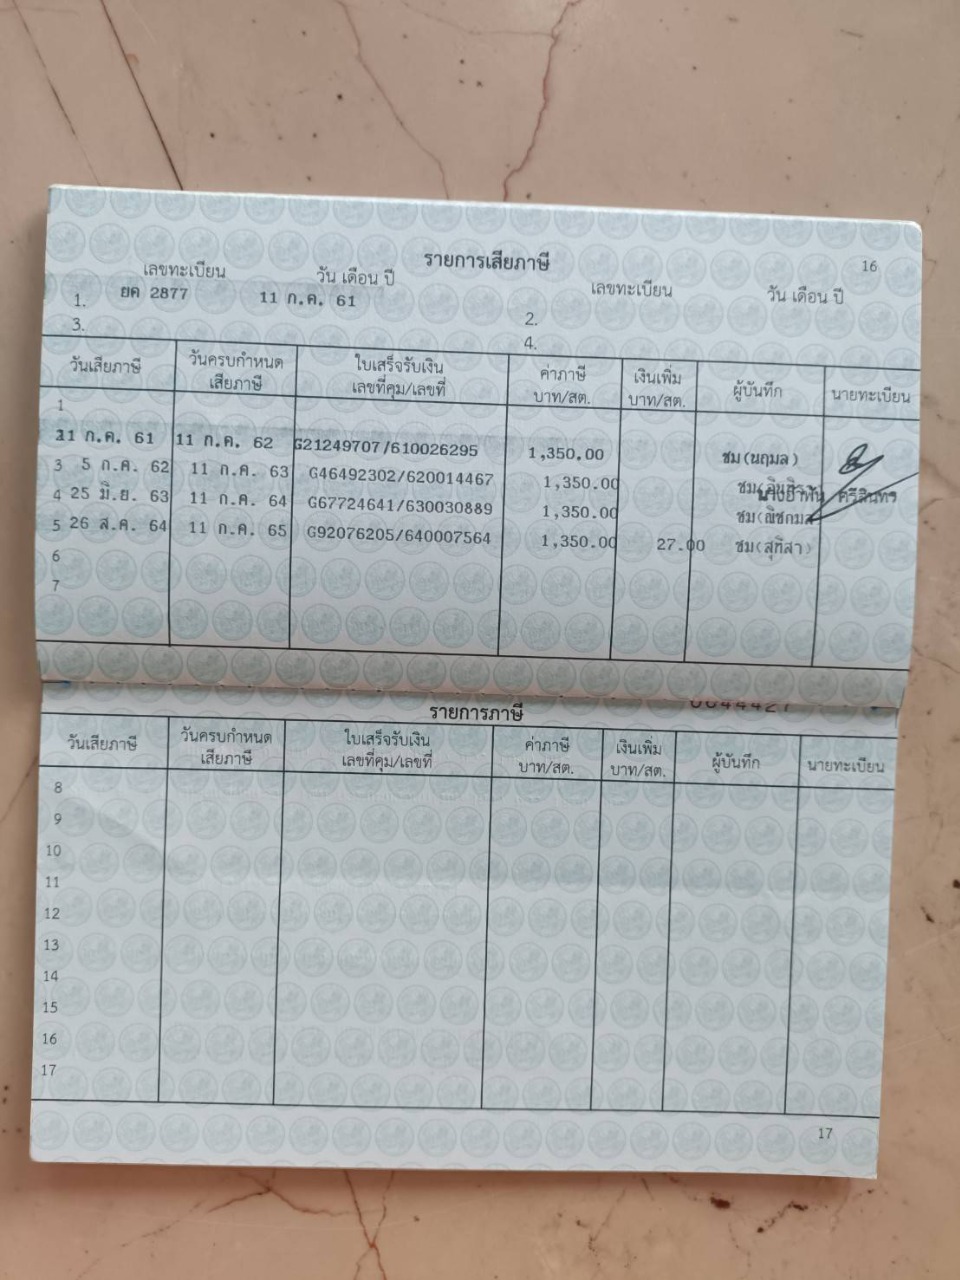 รายการเสียภาษี 16
เลขทะเบียน วัน เดือน ปี เลขทะเบียน วัน เดือน ปี
1. ยค 2877 11 ก.ค. 61 2.
3. 4.
วันเสียภาษี วันครบกำหนด ใบเสร็จรับเงิน ค่าภาษี เงินเพิ่ม ผู้บันทึก นายทะเบียน
เสียภาษี เลขที่คุม/เลขที่ บาท/สต. บาท/สต.
1
11 ก.ค. 61 11 ก.ค. 62 G21249707/610026295 1,350.00 ชม(นฤมล)
3 5 ก.ค. 62 11 ก.ค. 63 G46492302/620014467 1,350.00 ชม( ศรีสินทร
4 25 มิ.ย. 63 11 ก.ค. 64 G67724641/630030889 1,350.00 ชม(
5 26 ส.ค. 64 11 ก.ค. 65 G92076205/640007564 1,350.00 27.00 ชม(สุทิสา)
6
7
รายการภาษี
วันเสียภาษี วันครบกำหนด ใบเสร็จรับเงิน ค่าภาษี เงินเพิ่ม ผู้บันทึก นายทะเบียน
เสียภาษี เลขที่คุม/เลขที่ บาท/สต. บาท/สต.
8
9
10
11
12
13
14
15
16
17
17